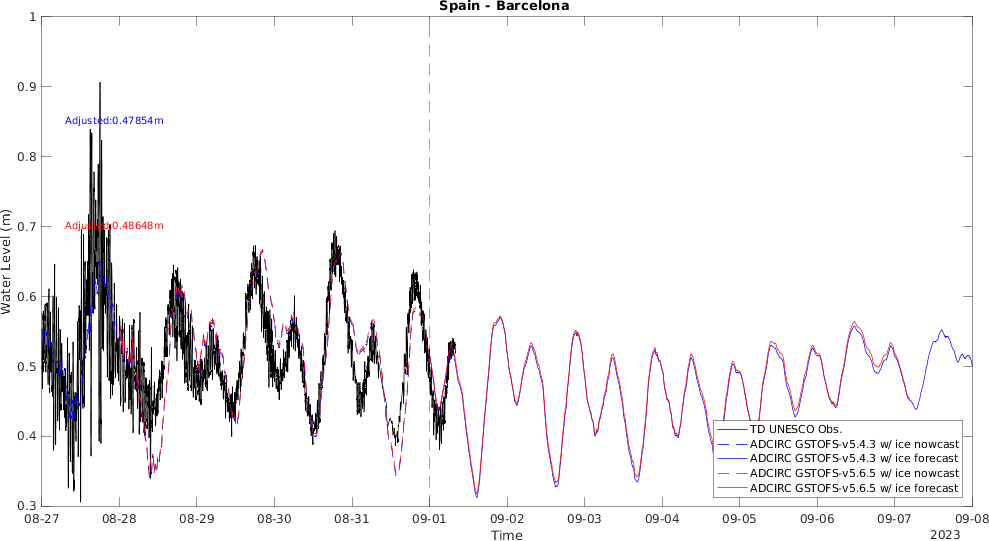 Spain - Barcelona
1
0.9
0.8
0.7
0.6
0.5
0.4
0.3
Water Level (m)
Adjusted:0.47854m
Adjusted:0.48648m
TD UNESCO Obs.
ADCIRC GSTOFS-v5.4.3 w/ ice nowcast
ADCIRC GSTOFS-v5.4.3 w/ ice forecast
ADCIRC GSTOFS-v5.6.5 w/ ice nowcast
ADCIRC GSTOFS-v5.6.5 w/ ice forecast
08-27 08-28 08-29 08-30 08-31 09-01 09-02 09-03 09-04 09-05 09-06 09-07 09-08
Time
2023